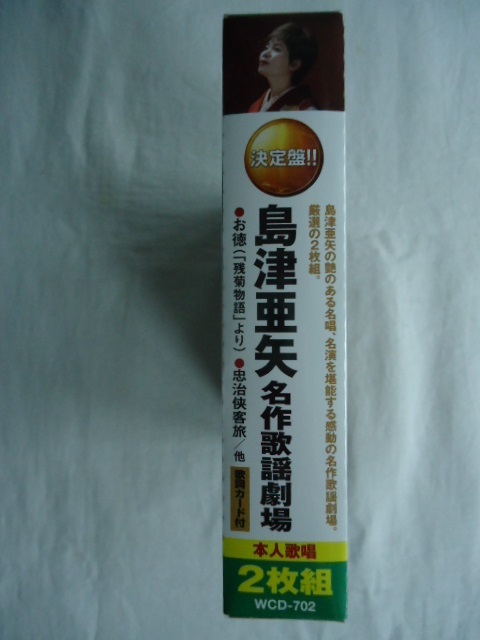 決定盤!!
島津亜矢の艶のある名唱、名演を堪能する感動の名作歌謡劇場。
厳選の2枚組。
島津亜矢 名作歌謡劇場
●お徳(「残菊物語」より) ●忠治侠客旅/他
歌詞カード付
本人歌唱
2枚組
WCD-702